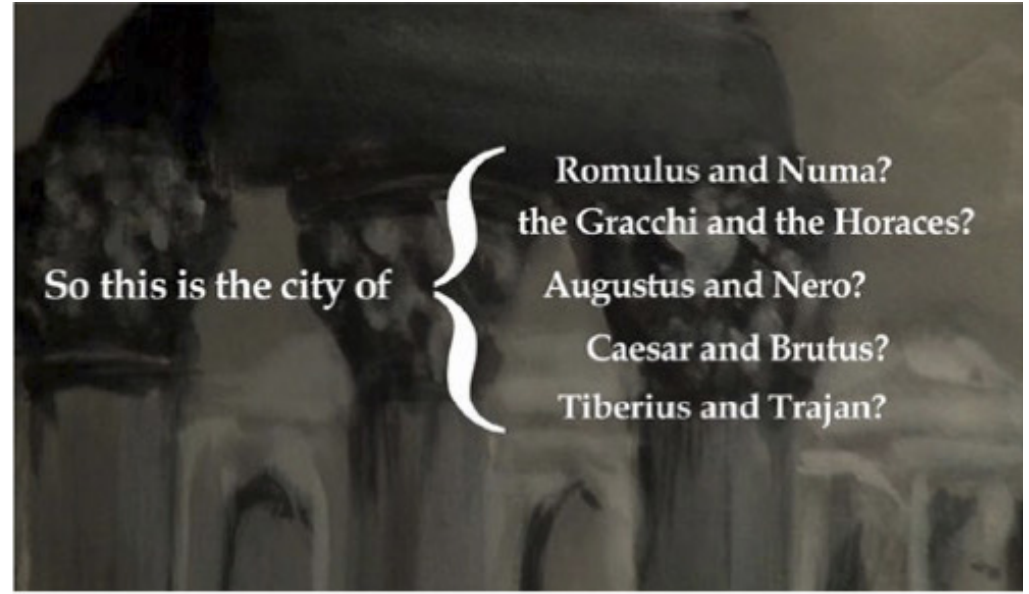 Romulus and Numa?
the Gracchi and the Horaces?
So this is the city of { Augustus and Nero?
Caesar and Brutus?
Tiberius and Trajan?